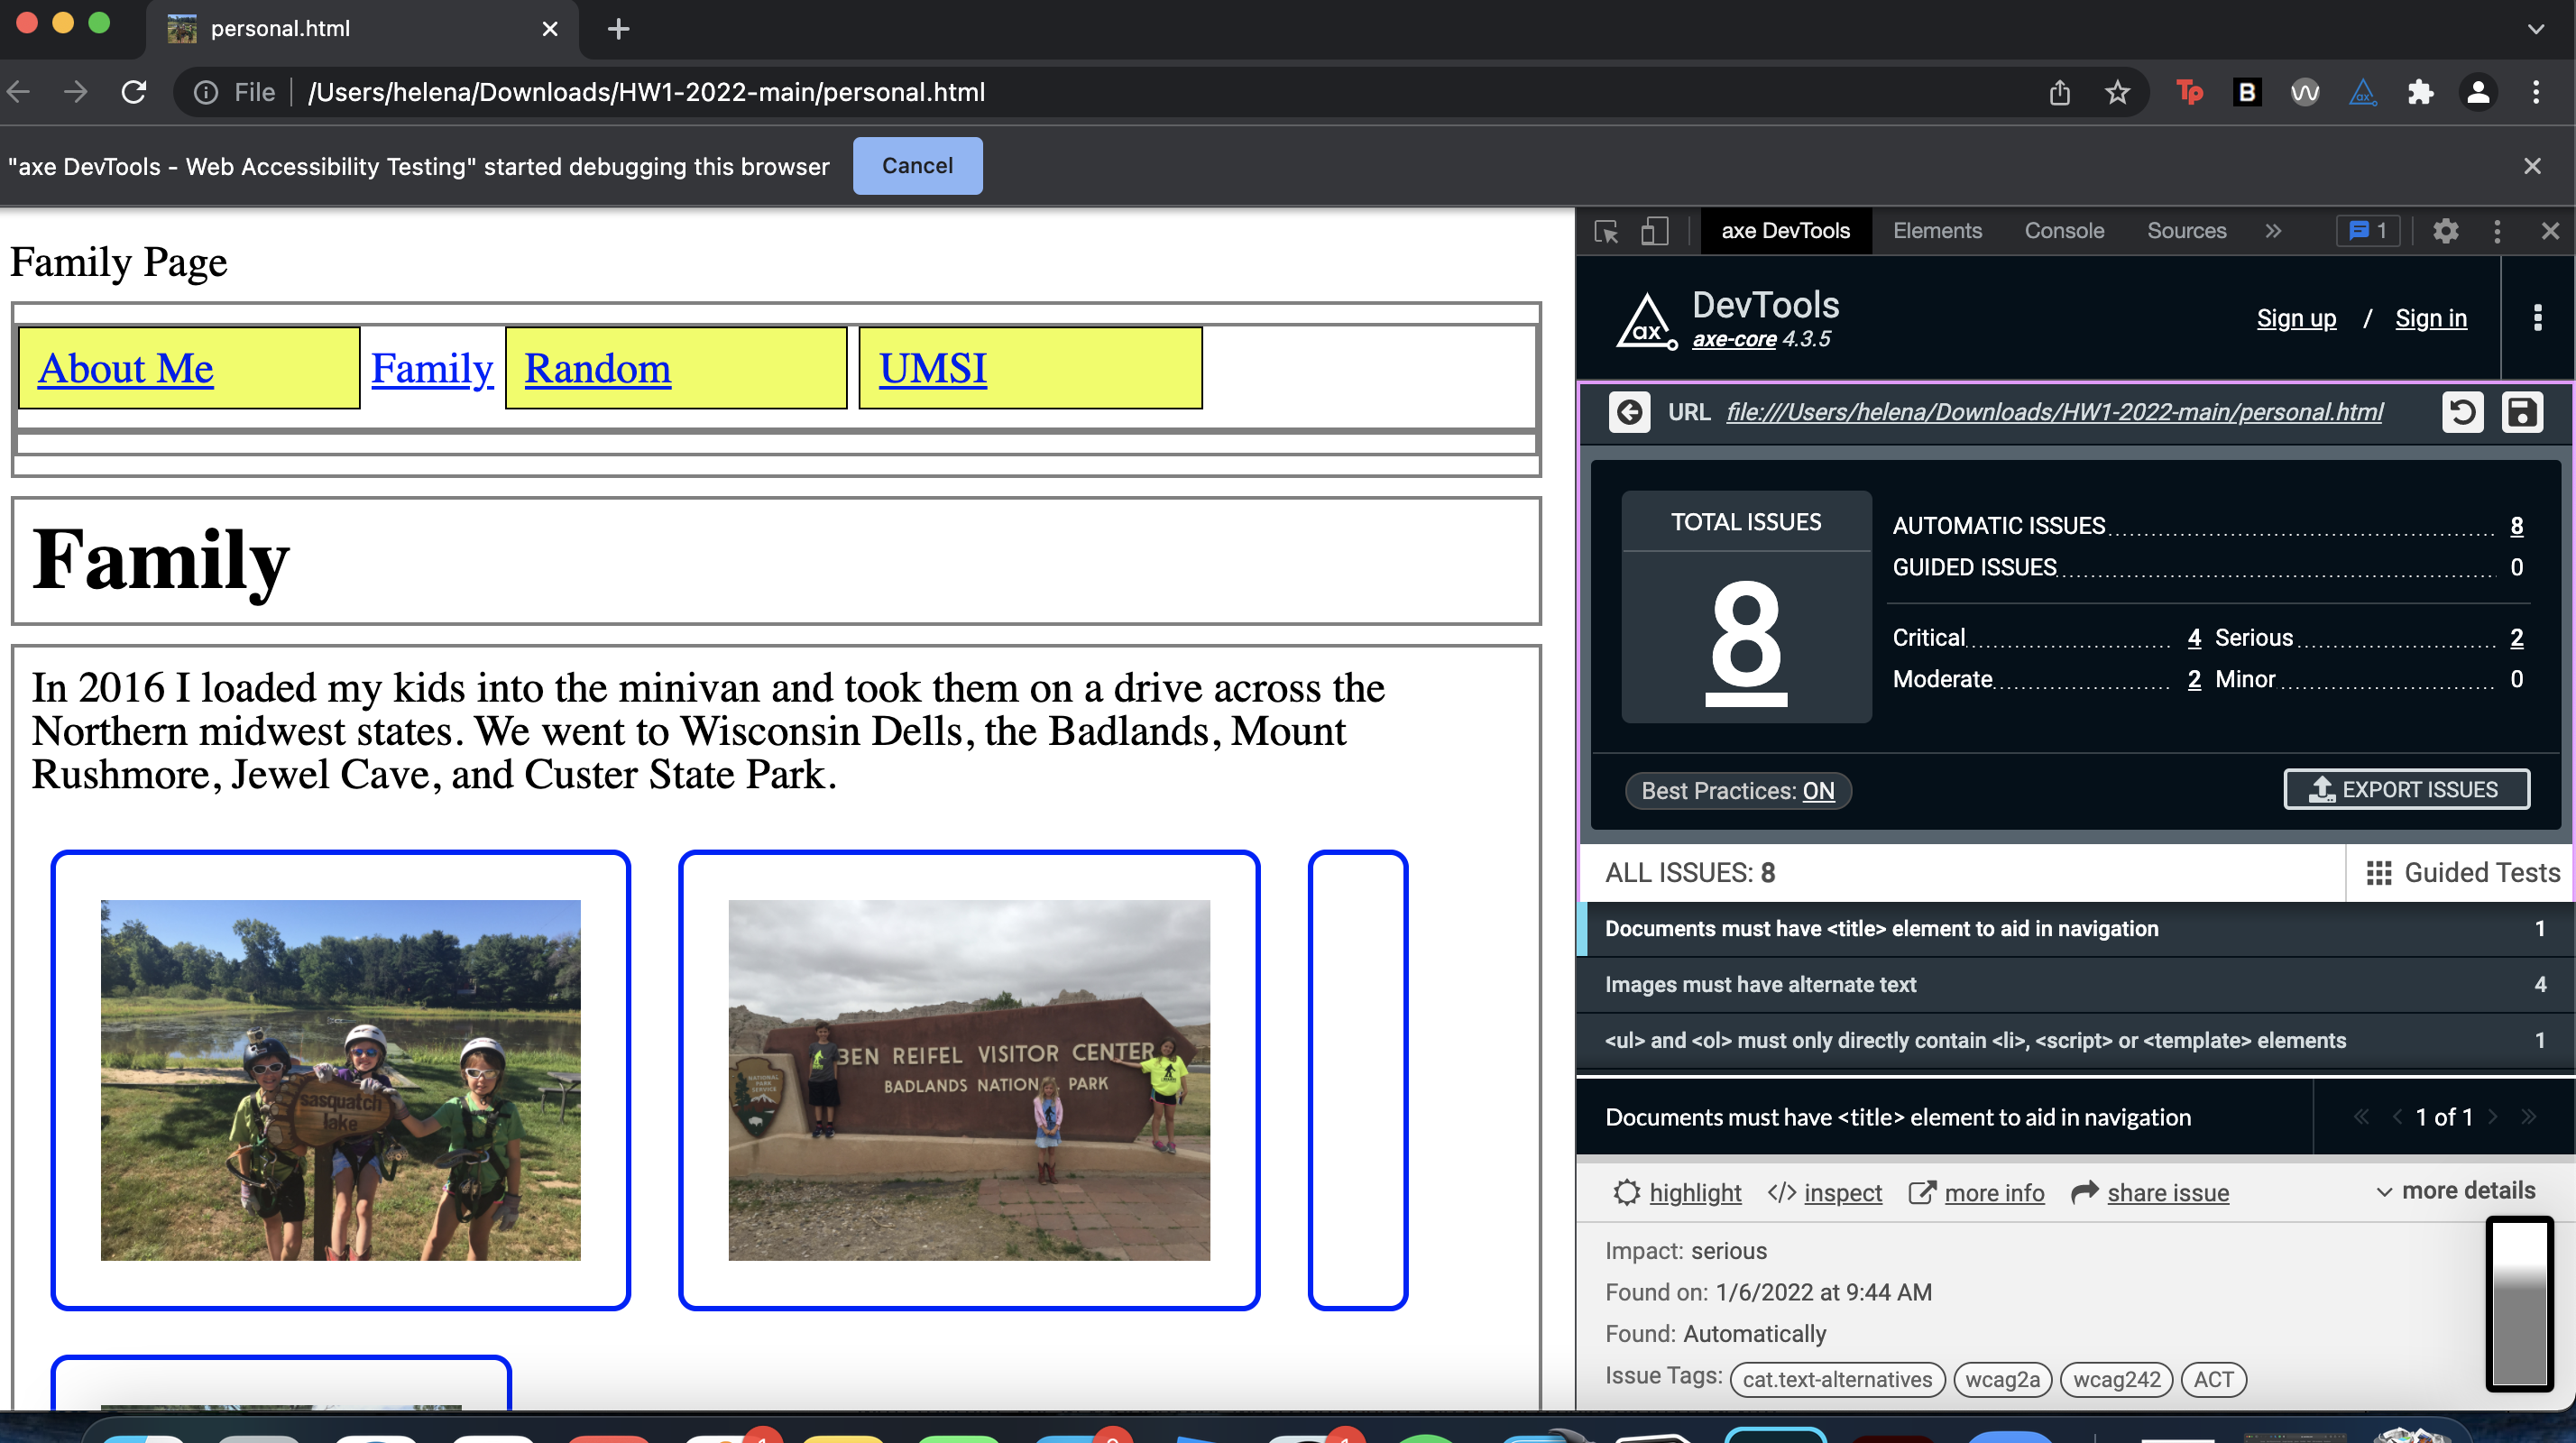 personal.html
File
/Users/helena/Downloads/HW1-2022-main/personal.html
Tp
B
ax
"axe DevTools - Web Accessibility Testing" started debugging this browser
Cancel
Family Page
About Me
Family
Random
UMSI
Family
In 2016 I loaded my kids into the minivan and took them on a drive across the
Northern midwest states. We went to Wisconsin Dells, the Badlands, Mount
Rushmore, Jewel Cave, and Custer State Park.
sasquatch
lake
BEN REIFEL VISITOR CENTER
BADLANDS NATIONAL PARK
NATIONAL
PARK
SERVICE
axe DevTools
Elements
Console
Sources
1
ax
DevTools
axe-core 4.3.5
Sign up / Sign in
URL file:///Users/helena/Downloads/HW1-2022-main/personal.html
TOTAL ISSUES
8
AUTOMATIC ISSUES 8
GUIDED ISSUES 0
Critical 4 Serious 2
Moderate 2 Minor 0
Best Practices: ON
EXPORT ISSUES
ALL ISSUES: 8
Guided Tests
Documents must have <title> element to aid in navigation 1
Images must have alternate text 4
<ul> and <ol> must only directly contain <li>, <script> or <template> elements 1
Documents must have <title> element to aid in navigation
1 of 1
highlight
</> inspect
more info
share issue
more details
Impact: serious
Found on: 1/6/2022 at 9:44 AM
Found: Automatically
Issue Tags: cat.text-alternatives wcag2a wcag242 ACT